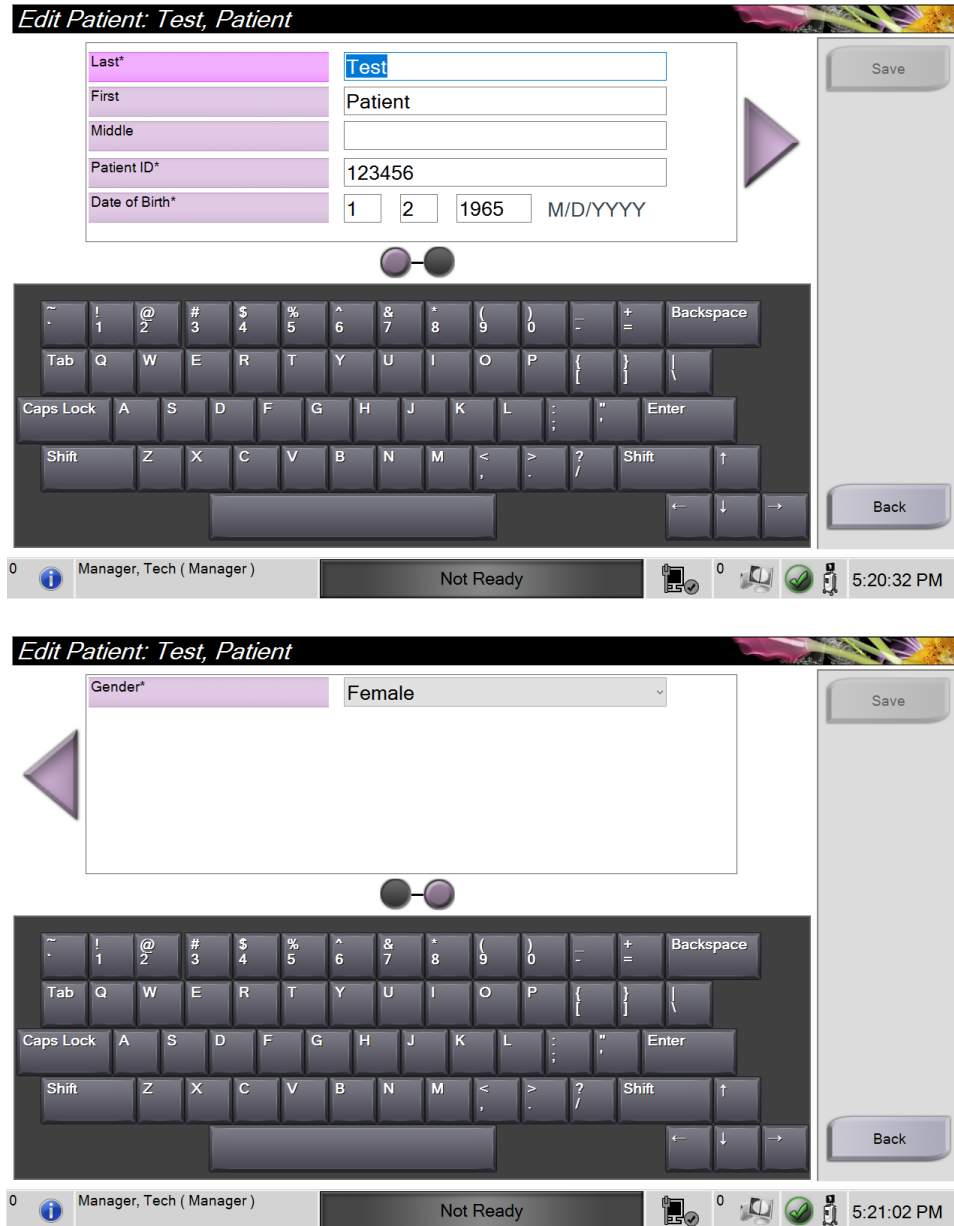 Edit Patient: Test, Patient
Last*
Test
Save
First
Patient
Middle
Patient ID*
123456
Date of Birth*
1 2 1965 M/D/YYYY
~ ! @ # $ % ^ & * ( ) _ + Backspace
` 1 2 3 4 5 6 7 8 9 0 - =
Tab Q W E R T Y U I O P { } |
[ ] \
Caps Lock A S D F G H J K L : " Enter
; '
Shift Z X C V B N M < > ? Shift ↑
, . /
← ↓ →
Back
0 Manager, Tech ( Manager ) Not Ready 0 5:20:32 PM
Edit Patient: Test, Patient
Gender*
Female
Save
~ ! @ # $ % ^ & * ( ) _ + Backspace
` 1 2 3 4 5 6 7 8 9 0 - =
Tab Q W E R T Y U I O P { } |
[ ] \
Caps Lock A S D F G H J K L : " Enter
; '
Shift Z X C V B N M < > ? Shift ↑
, . /
← ↓ →
Back
0 Manager, Tech ( Manager ) Not Ready 0 5:21:02 PM